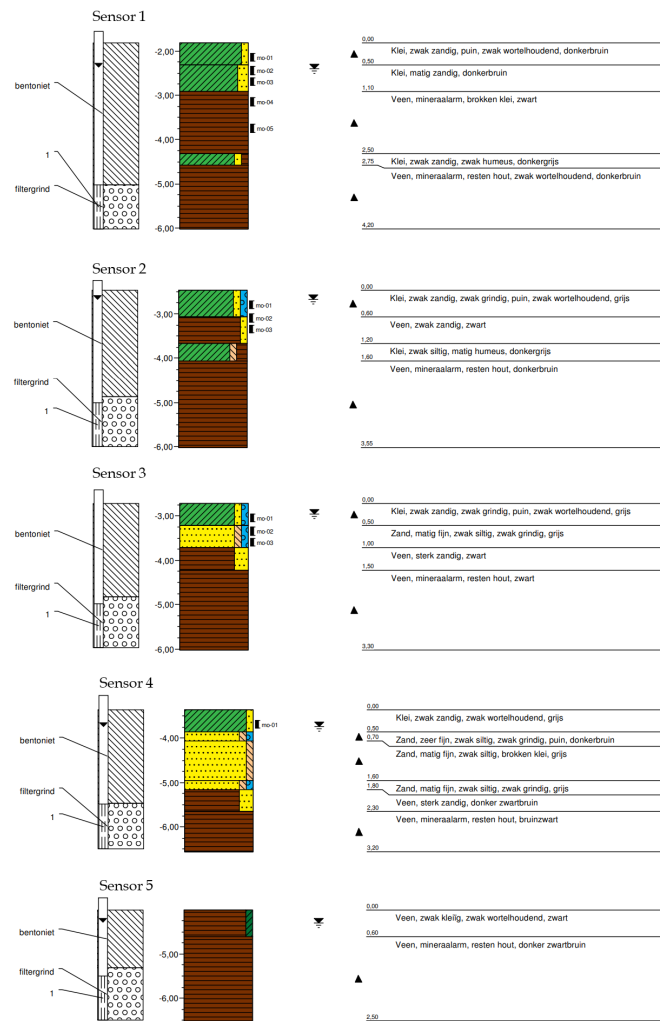 Sensor 1
bentoniet
1
filtergrind
-2,00
-3,00
-4,00
-5,00
-6,00
mo-01
mo-02
mo-03
mo-04
mo-05
0,00
Klei, zwak zandig, puin, zwak wortelhoudend, donkerbruin
0,50
Klei, matig zandig, donkerbruin
1,10
Veen, mineraalarm, brokken klei, zwart
2,50
Klei, zwak zandig, zwak humeus, donkergrijs
2,75
Veen, mineraalarm, resten hout, zwak wortelhoudend, donkerbruin
4,20
Sensor 2
bentoniet
filtergrind
1
-3,00
-4,00
-5,00
-6,00
mo-01
mo-02
mo-03
0,00
Klei, zwak zandig, zwak grindig, puin, zwak wortelhoudend, grijs
0,60
Veen, zwak zandig, zwart
1,20
Klei, zwak siltig, matig humeus, donkergrijs
1,60
Veen, mineraalarm, resten hout, donkerbruin
3,55
Sensor 3
bentoniet
filtergrind
1
-3,00
-4,00
-5,00
-6,00
mo-01
mo-02
mo-03
0,00
Klei, zwak zandig, zwak grindig, puin, zwak wortelhoudend, grijs
0,50
Zand, matig fijn, zwak siltig, zwak grindig, grijs
1,00
Veen, sterk zandig, zwart
1,50
Veen, mineraalarm, resten hout, zwart
3,30
Sensor 4
bentoniet
filtergrind
1
-4,00
-5,00
-6,00
mo-01
0,00
Klei, zwak zandig, zwak wortelhoudend, grijs
0,50
Zand, zeer fijn, zwak siltig, zwak grindig, puin, donkerbruin
0,70
Zand, matig fijn, zwak siltig, brokken klei, grijs
1,60
Zand, matig fijn, zwak siltig, zwak grindig, grijs
1,80
Veen, sterk zandig, donker zwartbruin
2,30
Veen, mineraalarm, resten hout, bruinzwart
3,20
Sensor 5
bentoniet
filtergrind
1
-5,00
-6,00
0,00
Veen, zwak kleiïg, zwak wortelhoudend, zwart
0,60
Veen, mineraalarm, resten hout, donker zwartbruin
2,50